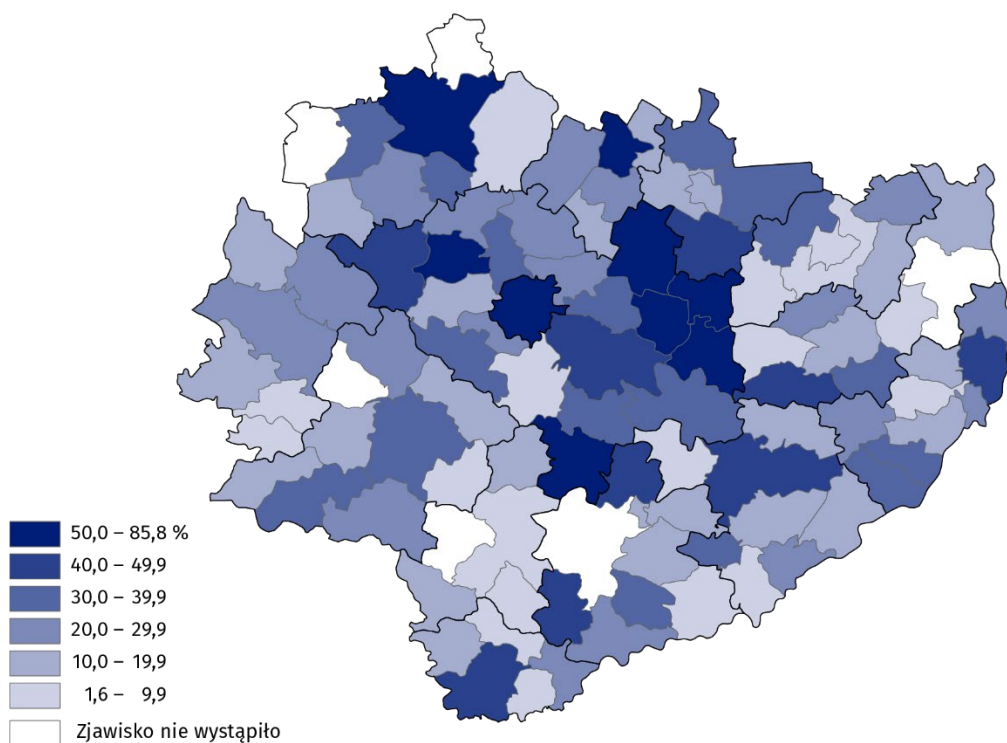 50,0 – 85,8 %
40,0 – 49,9
30,0 – 39,9
20,0 – 29,9
10,0 – 19,9
1,6 – 9,9
Zjawisko nie wystąpiło